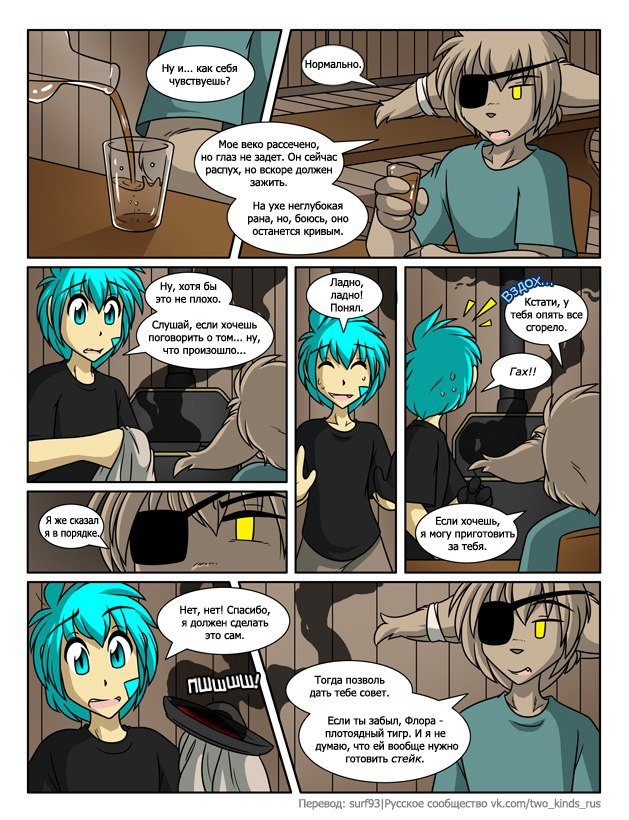 Ну и... как себя
чувствуешь?
Нормально.
Мое веко рассечено,
но глаз не задет. Он сейчас
распух, но вскоре должен
зажить.
На ухе неглубокая
рана, но, боюсь, оно
останется кривым.
Ну, хотя бы
это не плохо.
Слушай, если хочешь
поговорить о том... ну,
что произошло...
Я же сказал
я в порядке.
Ладно,
ладно!
Понял.
Вздох...
Кстати, у
тебя опять все
сгорело.
Гах!!
Если хочешь,
я могу приготовить
за тебя.
Нет, нет! Спасибо,
я должен сделать
это сам.
ПШШШШ!
Тогда позволь
дать тебе совет.
Если ты забыл, Флора -
плотоядный тигр. И я не
думаю, что ей вообще нужно
готовить стейк.
Перевод: surf93|Русское сообщество vk.com/two_kinds_rus